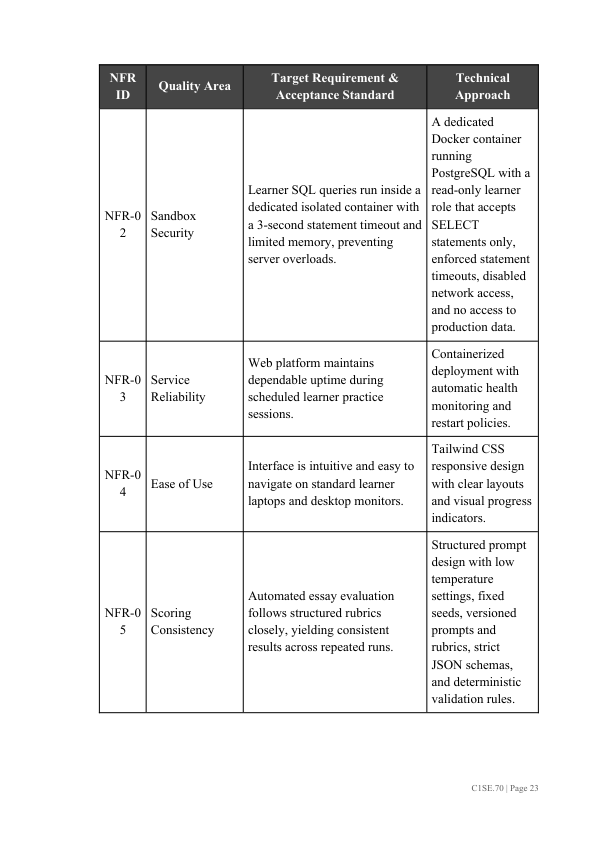 NFR ID
Quality Area
Target Requirement &
Acceptance Standard
Technical
Approach
NFR-0
2
Sandbox
Security
Learner SQL queries run inside a
dedicated isolated container with
a 3-second statement timeout and
limited memory, preventing
server overloads.
A dedicated
Docker container
running
PostgreSQL with a
read-only learner
role that accepts
SELECT
statements only,
enforced statement
timeouts, disabled
network access,
and no access to
production data.
NFR-0
3
Service
Reliability
Web platform maintains
dependable uptime during
scheduled learner practice
sessions.
Containerized
deployment with
automatic health
monitoring and
restart policies.
NFR-0
4
Ease of Use
Interface is intuitive and easy to
navigate on standard learner
laptops and desktop monitors.
Tailwind CSS
responsive design
with clear layouts
and visual progress
indicators.
NFR-0
5
Scoring
Consistency
Automated essay evaluation
follows structured rubrics
closely, yielding consistent
results across repeated runs.
Structured prompt
design with low
temperature
settings, fixed
seeds, versioned
prompts and
rubrics, strict
JSON schemas,
and deterministic
validation rules.
C1SE.70 | Page 23